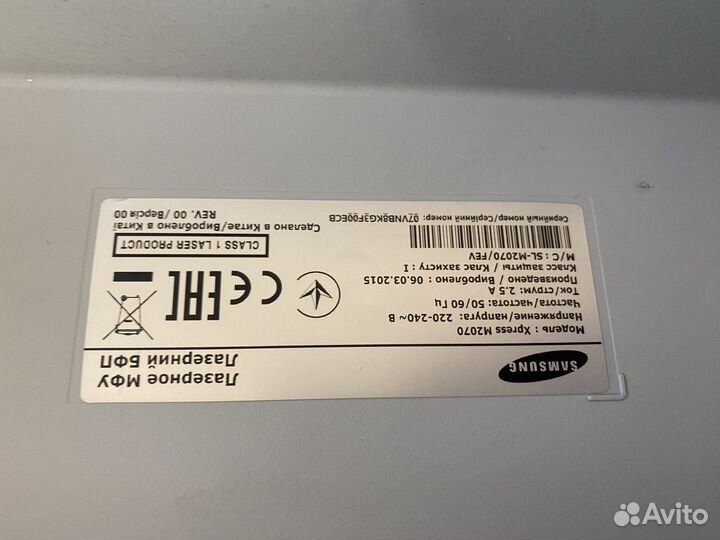 SAMSUNG
Лазерное МФУ
Лазерний БФП
Модель : Xpress M2070
Напряжение/напруга: 220-240~ В
Частота/частота: 50/60 Гц
Ток/струм: 2.5 A
Произведено / Вироблено : 06.03.2015
Класс защиты / Клас захисту : I
M/C : SL-M2070/FEV
Серийный номер/Серійний номер: 07VNB8KG3F00ECB
CE
EAC
CLASS 1 LASER PRODUCT
Сделано в Китае/Вироблено в Китаї
REV. 00 /Версія 00
Avito